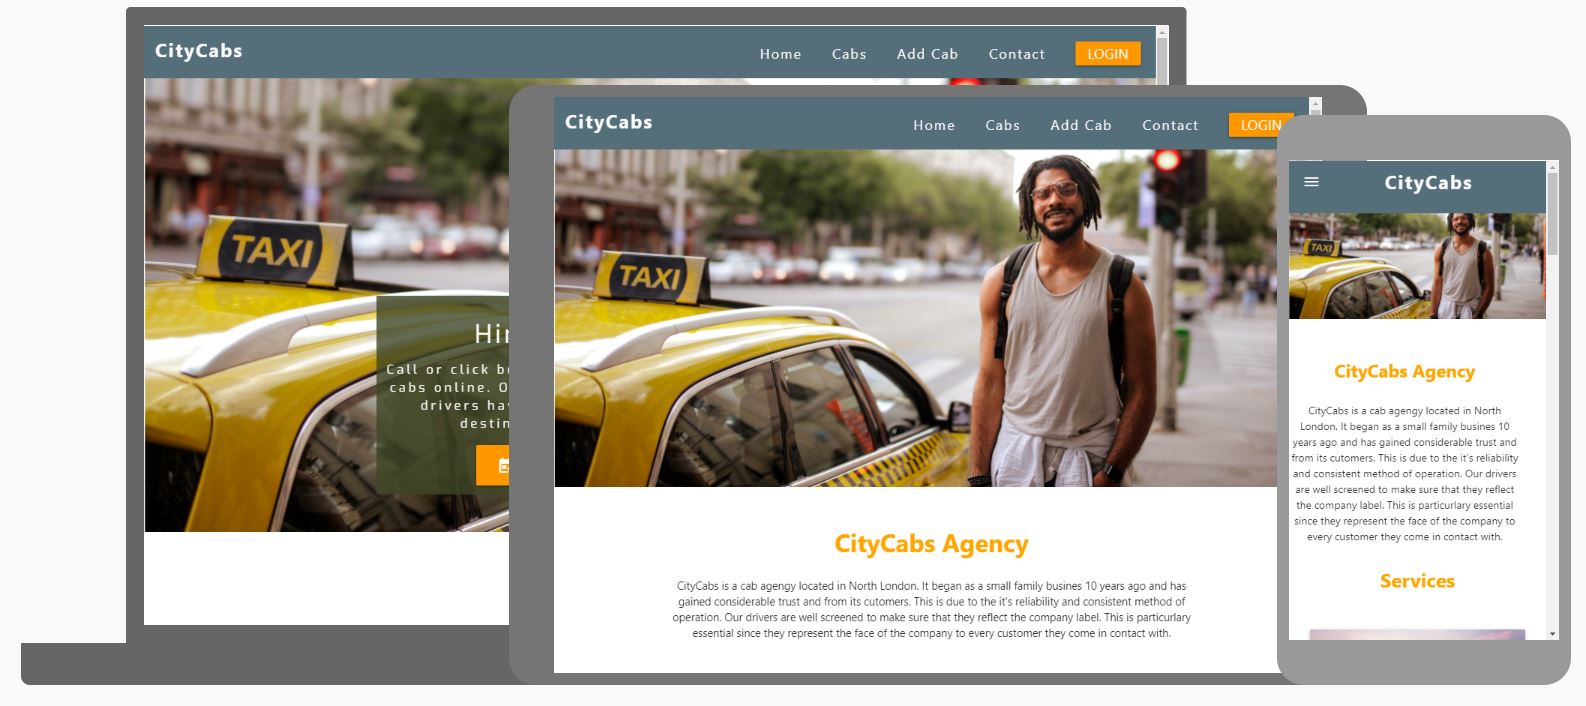 CityCabs
Home Cabs Add Cab Contact LOGIN
TAXI
Call or click
cabs online.
drivers
CityCabs
Home Cabs Add Cab Contact LOGIN
TAXI
CityCabs Agency
CityCabs is a cab agengy located in North London. It began as a small family busines 10 years ago and has
gained considerable trust and from its cutomers. This is due to the it's reliability and consistent method of
operation. Our drivers are well screened to make sure that they reflect the company label. This is particurlary
essential since they represent the face of the company to every customer they come in contact with.
CityCabs
TAXI
CityCabs Agency
CityCabs is a cab agengy located in North
London. It began as a small family busines 10
years ago and has gained considerable trust and
from its cutomers. This is due to the it's reliability
and consistent method of operation. Our drivers
are well screened to make sure that they reflect
the company label. This is particurlary essential
since they represent the face of the company to
every customer they come in contact with.
Services